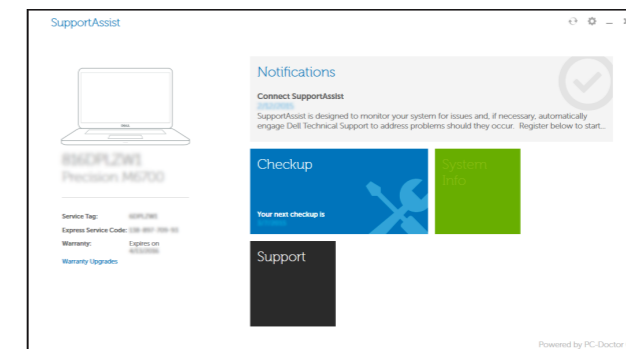 SupportAssist
Notifications
Connect SupportAssist
SupportAssist is designed to monitor your system for issues and, if necessary, automatically
engage Dell Technical Support to address problems should they occur. Register below to start...
Precision M6700
Checkup
System
Info
Your next checkup is
Service Tag:
Express Service Code:
Warranty: Expires on
Warranty Upgrades
Support
Powered by PC-Doctor